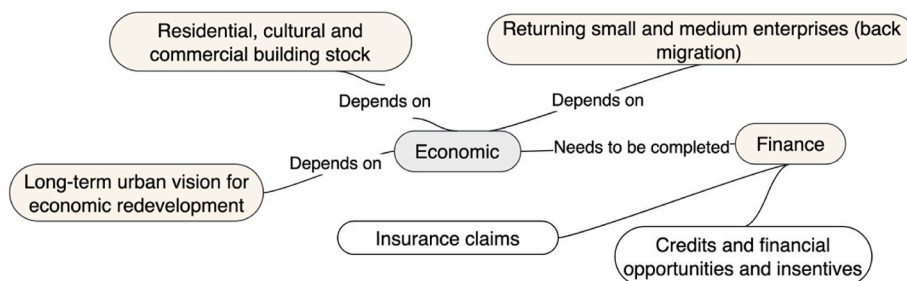 Residential, cultural and
commercial building stock
Returning small and medium enterprises (back
migration)
Depends on
Depends on
Economic
Needs to be completed
Finance
Depends on
Long-term urban vision for
economic redevelopment
Insurance claims
Credits and financial
opportunities and insentives